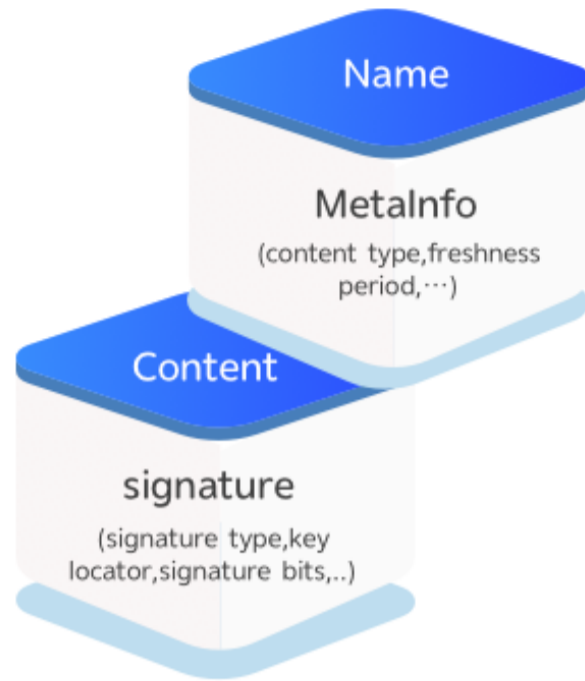 Name
MetaInfo
(content type,freshness
period,⋯)
Content
signature
(signature type,key
locator,signature bits,..)